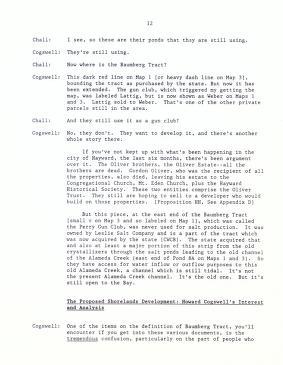 12
Chall: I see, so these are their ponds that they are still using.
Cogswell: They're still using.
Chall: Now where is the Baumberg Tract?
Cogswell: This dark red line on Map 1 [or heavy dash line on Map 3],
bounding the tract as purchased by the state. But now it has
been extended. The gun club, which triggered my getting the
map, was labeled Lattig, but is now shown as Weber on Maps 1
and 3. Lattig sold to Weber. That's one of the other private
parcels still in the area.
Chall: And they still use it as a gun club?
Cogswell: No, they don't. They want to develop it, and there's another
whole story there.
If you've not kept up with what's been happening in the
city of Hayward, the last six months, there's been argument
over it. The Oliver brothers, the Oliver Estate--all the
brothers are dead. Gordon Oliver, who was the recipient of all
the properties, also died, leaving his estate to the
Congregational Church, Mt. Eden Church, plus the Hayward
Historical Society. These two entities comprise the Oliver
Trust. They still are hoping to sell to a developer who would
build on those properties. [Proposition HH, See Appendix D]
But this piece, at the east end of the Baumberg Tract
[small v on Map 3 and so labeled on Map 1], which was called
the Perry Gun Club, was never used for salt production. It was
owned by Leslie Salt Company and is a part of the tract which
was now acquired by the state [CWCB]. The state acquired that
and also at least a major portion of this strip from the old
crystallizers through the salt ponds leading to the old channel
of the Alameda Creek (east end of Pond 8A on Maps 1 and 3). So
they have access for water inflow or outflow purposes to this
old Alameda Creek, a channel which is still tidal. It's not
the present Alameda Creek channel. It's the old one. But it's
still open to the Bay.
The Proposed Shorelands Development: Howard Cogswell's Interest
and Analysis
Cogswell: One of the items on the definition of Baumberg Tract, you'll
encounter if you get into these various documents, is the
tremendous confusion, particularly on the part of people who